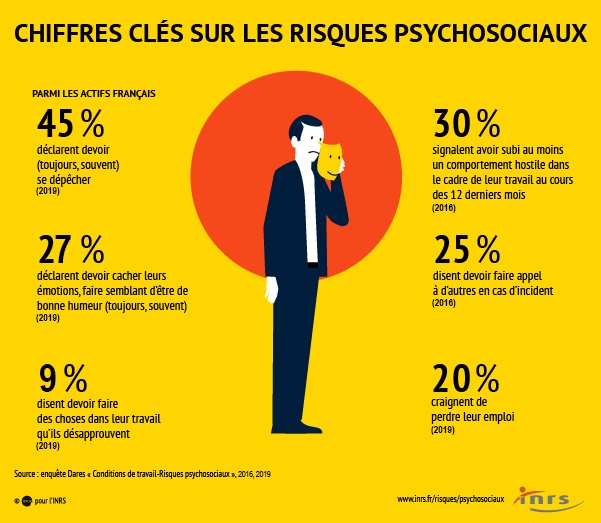 CHIFFRES CLÉS SUR LES RISQUES PSYCHOSOCIAUX
PARMI LES ACTIFS FRANÇAIS
45 %
déclarent devoir
(toujours, souvent)
se dépêcher
(2019)
27 %
déclarent devoir cacher leurs
émotions, faire semblant d'être de
bonne humeur (toujours, souvent)
(2019)
9 %
disent devoir faire
des choses dans leur travail
qu'ils désapprouvent
(2019)
30 %
signalent avoir subi au moins
un comportement hostile dans
le cadre de leur travail au cours
des 12 derniers mois
(2016)
25 %
disent devoir faire appel
à d'autres en cas d'incident
(2016)
20 %
craignent de
perdre leur emploi
(2019)
Source : enquête Dares « Conditions de travail-Risques psychosociaux », 2016, 2019
© pour l'INRS
www.inrs.fr/risques/psychosociaux
inrs